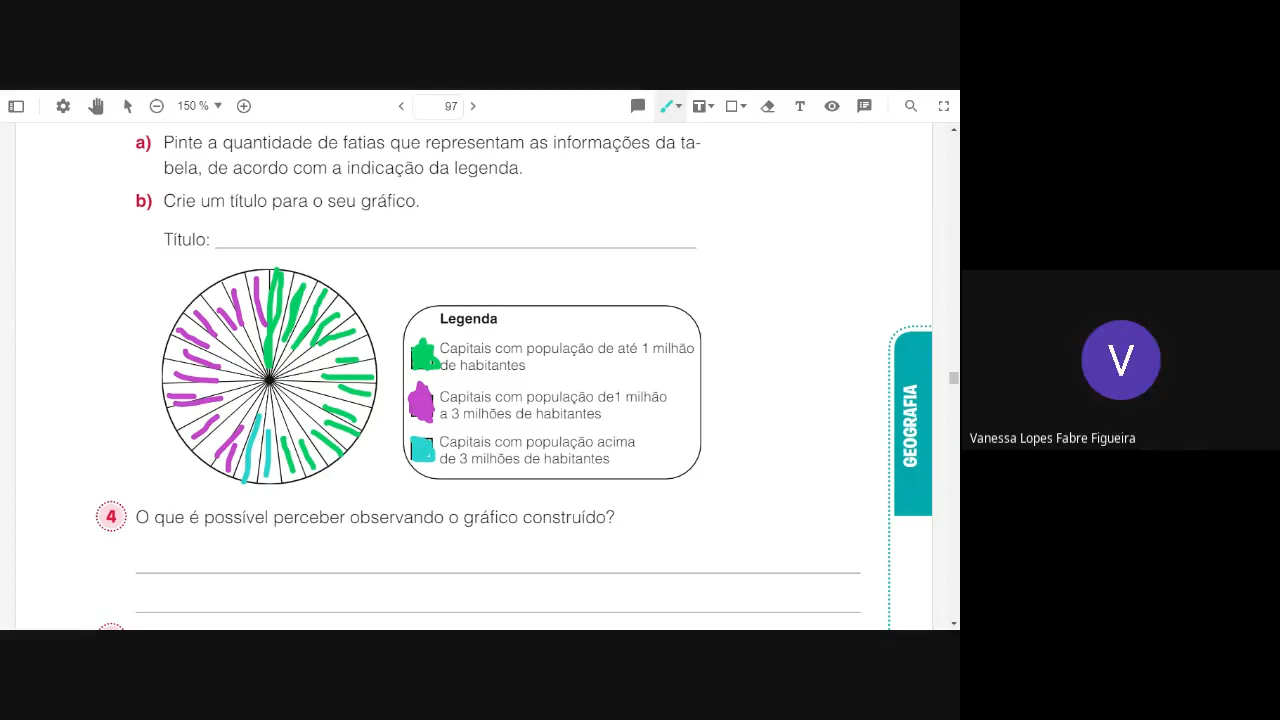 150 %
97
a) Pinte a quantidade de fatias que representam as informações da ta-
bela, de acordo com a indicação da legenda.
b) Crie um título para o seu gráfico.
Título:
Legenda
Capitais com população de até 1 milhão
de habitantes
Capitais com população de1 milhão
a 3 milhões de habitantes
Capitais com população acima
de 3 milhões de habitantes
GEOGRAFIA
4 O que é possível perceber observando o gráfico construído?
V
Vanessa Lopes Fabre Figueira